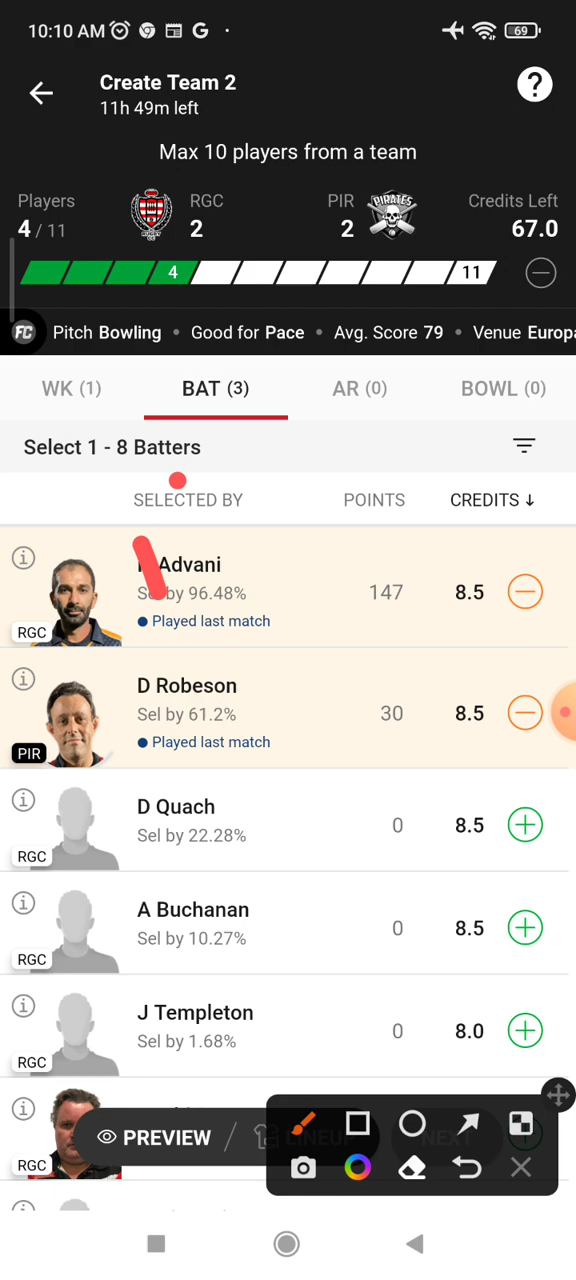 10:10 AM
69
Create Team 2
11h 49m left
?
Max 10 players from a team
Players RGC PIR Credits Left
4 / 11 2 2 67.0
PIRATES
4 11
FC Pitch Bowling • Good for Pace • Avg. Score 79 • Venue Europa
WK (1) BAT (3) AR (0) BOWL (0)
Select 1 - 8 Batters
SELECTED BY POINTS CREDITS ↓
Advani
Sel by 96.48% 147 8.5
RGC Played last match
D Robeson
Sel by 61.2% 30 8.5
PIR Played last match
D Quach
Sel by 22.28% 0 8.5
RGC
A Buchanan
Sel by 10.27% 0 8.5
RGC
J Templeton
Sel by 1.68% 0 8.0
RGC
PREVIEW / LINEUP NEXT
RGC